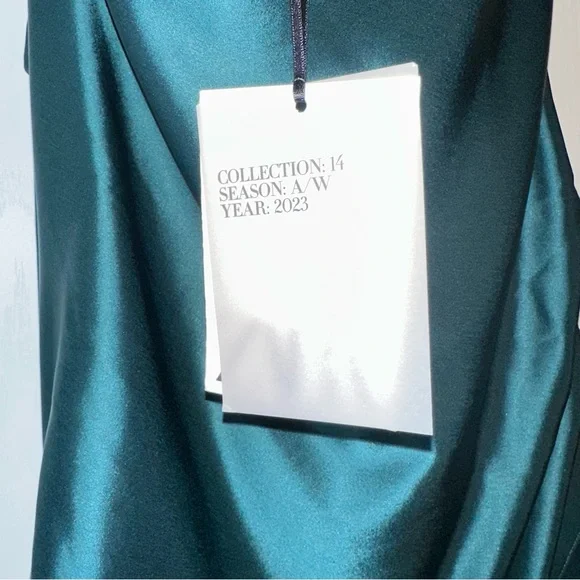 COLLECTION: 14
SEASON: A/W
YEAR: 2023